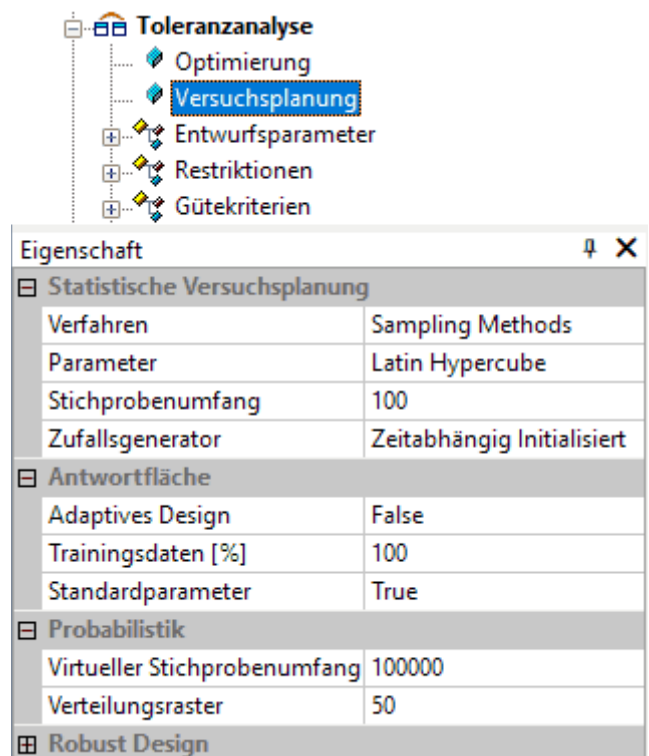 Toleranzanalyse
Optimierung
Versuchsplanung
Entwurfsparameter
Restriktionen
Gütekriterien
Eigenschaft
Statistische Versuchsplanung
Verfahren Sampling Methods
Parameter Latin Hypercube
Stichprobenumfang 100
Zufallsgenerator Zeitabhängig Initialisiert
Antwortfläche
Adaptives Design False
Trainingsdaten [%] 100
Standardparameter True
Probabilistik
Virtueller Stichprobenumfang 100000
Verteilungsraster 50
Robust Design